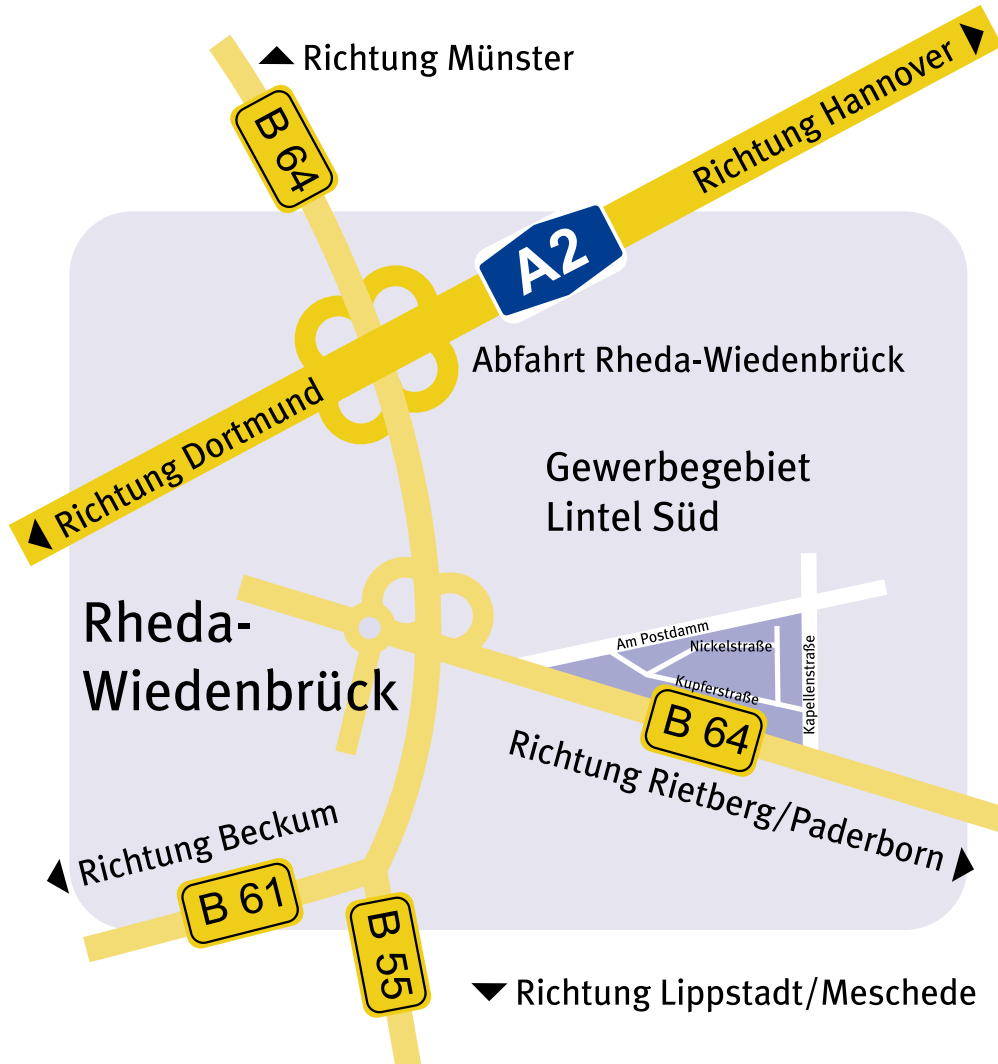 Richtung Münster
Richtung Hannover
B 64
A2
Abfahrt Rheda-Wiedenbrück
Richtung Dortmund
Gewerbegebiet
Lintel Süd
Rheda-
Wiedenbrück
Am Postdamm
Nickelstraße
Kupferstraße
Kapellenstraße
B 64
Richtung Rietberg/Paderborn
Richtung Beckum
B 61
B 55
Richtung Lippstadt/Meschede